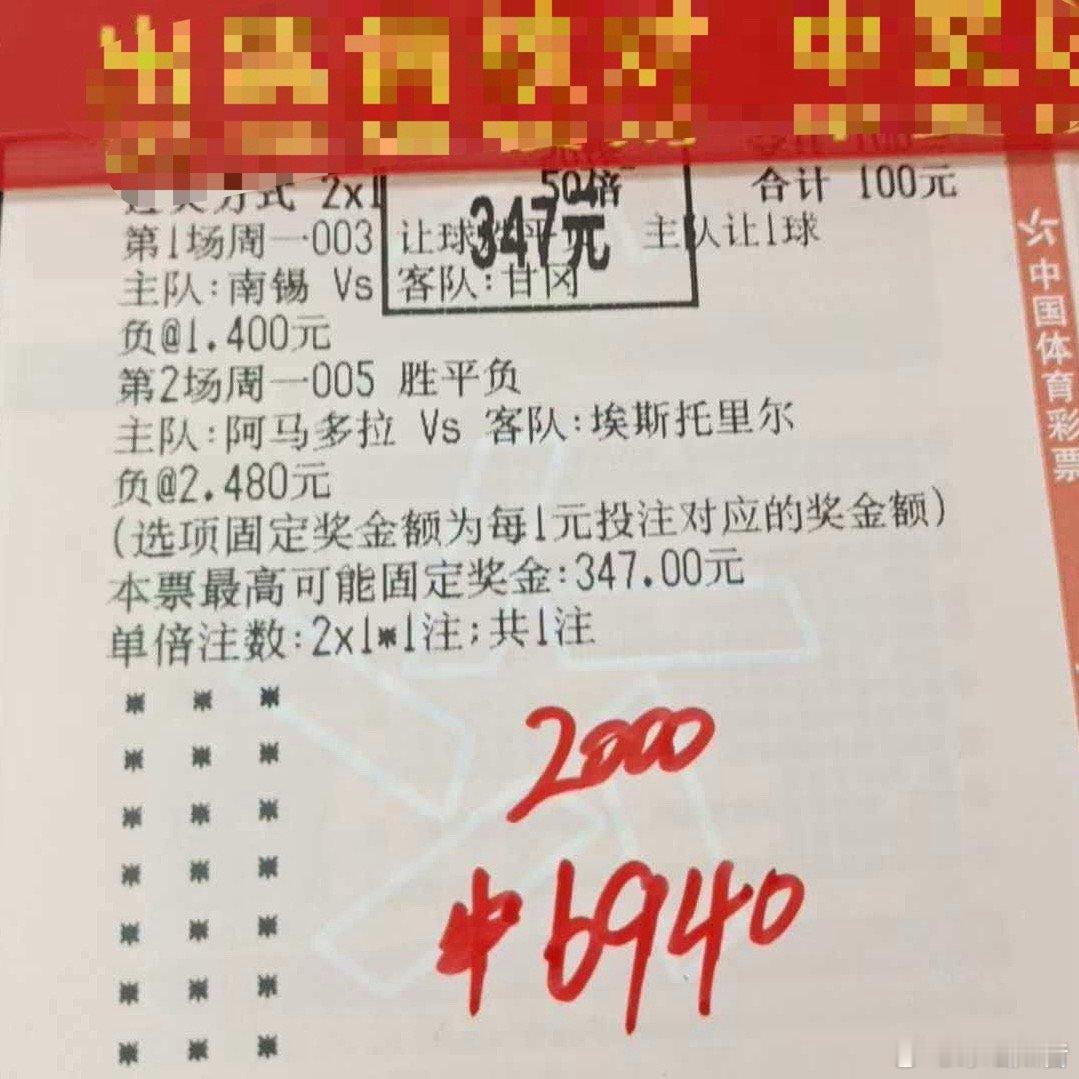 过关方式 2x1 50倍 合计 100元
347元
第1场周一003 让球胜平负 主队让1球
主队:南锡 Vs 客队:甘冈
负@1.400元
第2场周一005 胜平负
主队:阿马多拉 Vs 客队:埃斯托里尔
负@2.480元
(选项固定奖金额为每1元投注对应的奖金额)
本票最高可能固定奖金:347.00元
单倍注数:2x1*1注;共1注
2000
中6940
中国体育彩票